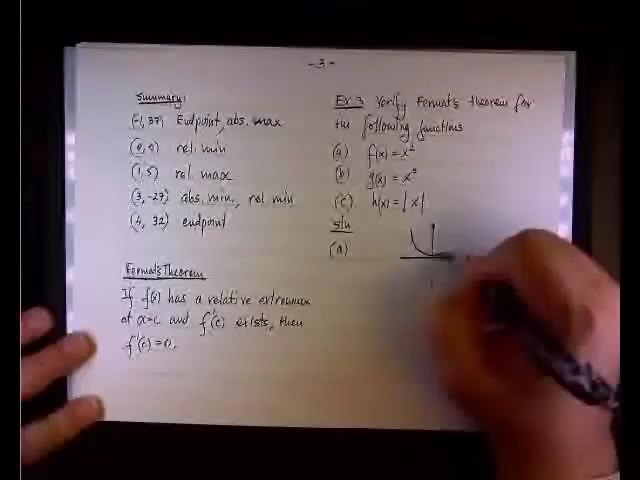 - 3 -
Summary:
(-1, 37) Endpoint, abs. max
(0, 0) rel. min
(1, 5) rel. max
(3, -27) abs. min., rel. min
(4, 32) endpoint
Fermat's Theorem
If f(x) has a relative extremum
at x=c and f'(c) exists, then
f'(c) = 0.
Ex 3 Verify Fermat's theorem for
the following functions
(a) f(x) = x²
(b) g(x) = x³
(c) h(x) = |x|
sln
(a)